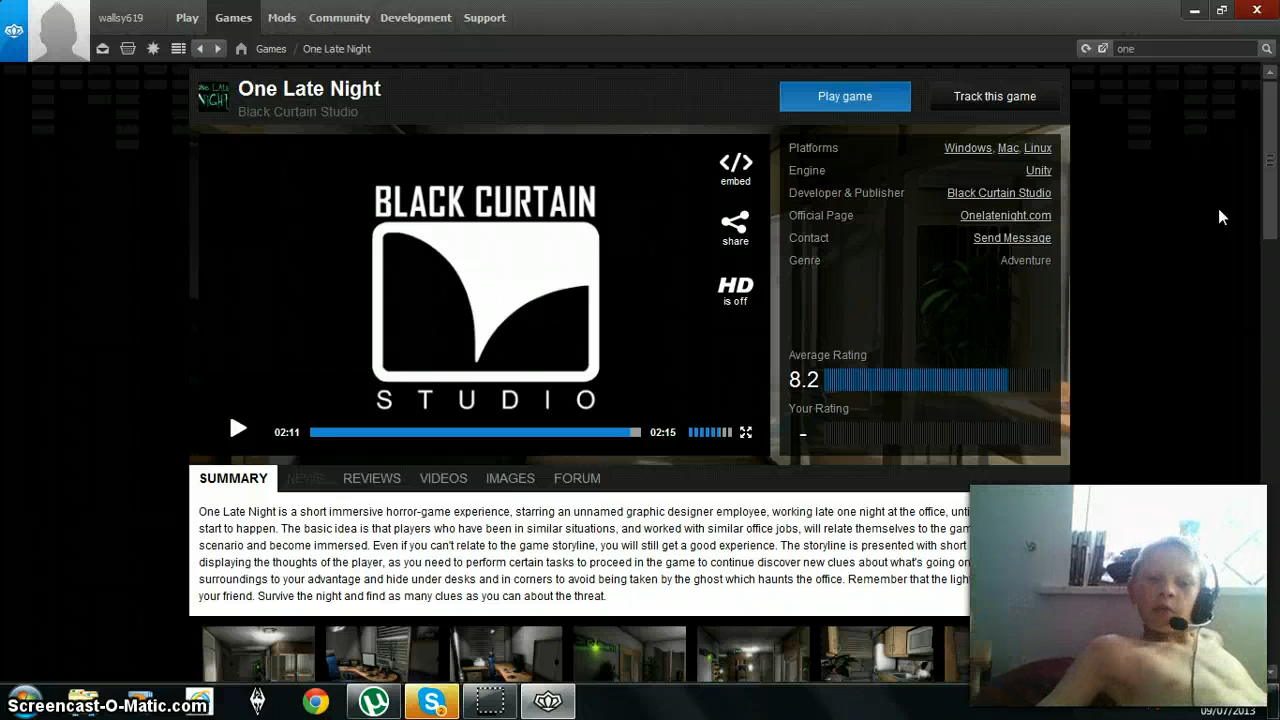 wallsy619 Play Games Mods Community Development Support
Games One Late Night one
One Late Night
Black Curtain Studio
Play game Track this game
BLACK CURTAIN
STUDIO
embed
share
HD
is off
02:11 02:15
Platforms Windows, Mac, Linux
Engine Unity
Developer & Publisher Black Curtain Studio
Official Page Onelatenight.com
Contact Send Message
Genre Adventure
Average Rating
8.2
Your Rating
-
SUMMARY NEWS REVIEWS VIDEOS IMAGES FORUM
One Late Night is a short immersive horror-game experience, starring an unnamed graphic designer employee, working late one night at the office,
start to happen. The basic idea is that players who have been in similar situations, and worked with similar office jobs, will relate themselves to the
scenario and become immersed. Even if you can't relate to the game storyline, you will still get a good experience. The storyline is presented with short
displaying the thoughts of the player, as you need to perform certain tasks to proceed in the game to continue discover new clues about what's going
surroundings to your advantage and hide under desks and in corners to avoid being taken by the ghost which haunts the office. Remember that the
your friend. Survive the night and find as many clues as you can about the threat.
Screencast-O-Matic.com
09/07/2013